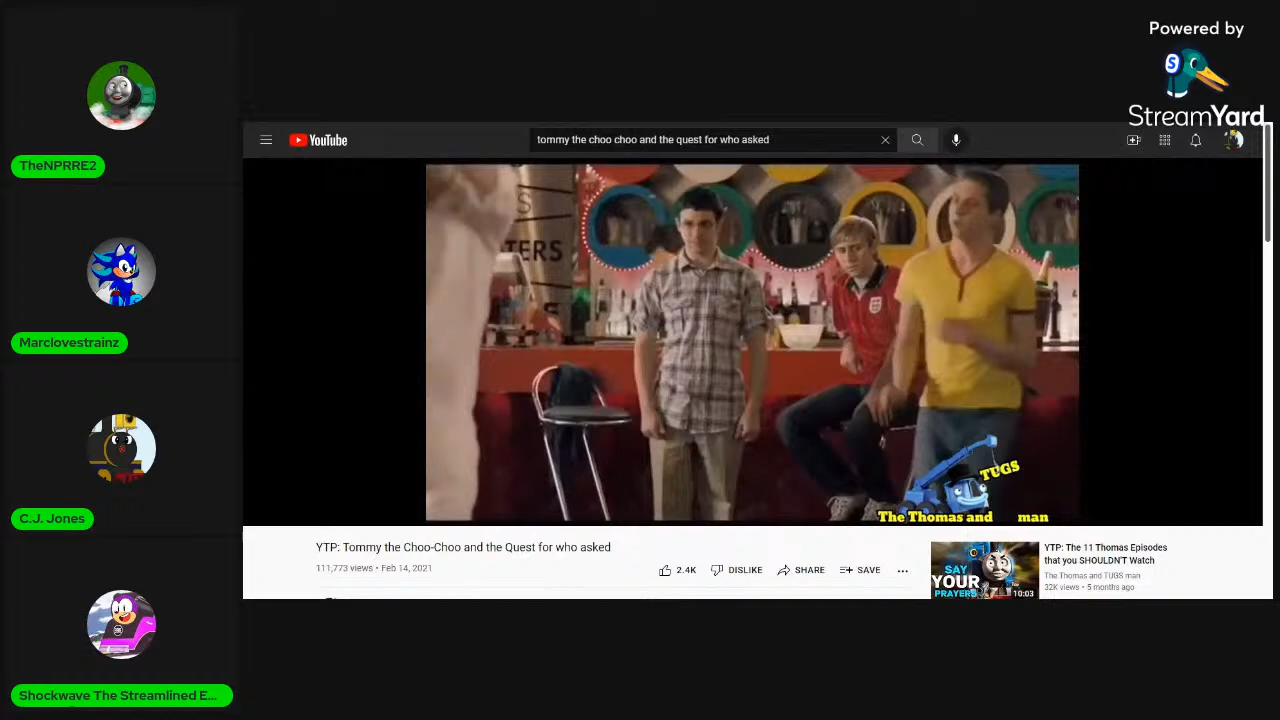 Powered by
StreamYard
TheNPRRE2
Marclovestrainz
C.J. Jones
Shockwave The Streamlined E...
YouTube
tommy the choo choo and the quest for who asked
TERS
TUGS
The Thomas and
man
YTP: Tommy the Choo-Choo and the Quest for who asked
111,773 views • Feb 14, 2021
2.4K
DISLIKE
SHARE
SAVE
SAY
YOUR
PRAYERS
10:03
YTP: The 11 Thomas Episodes
that you SHOULDN'T Watch
The Thomas and TUGS man
32K views • 5 months ago